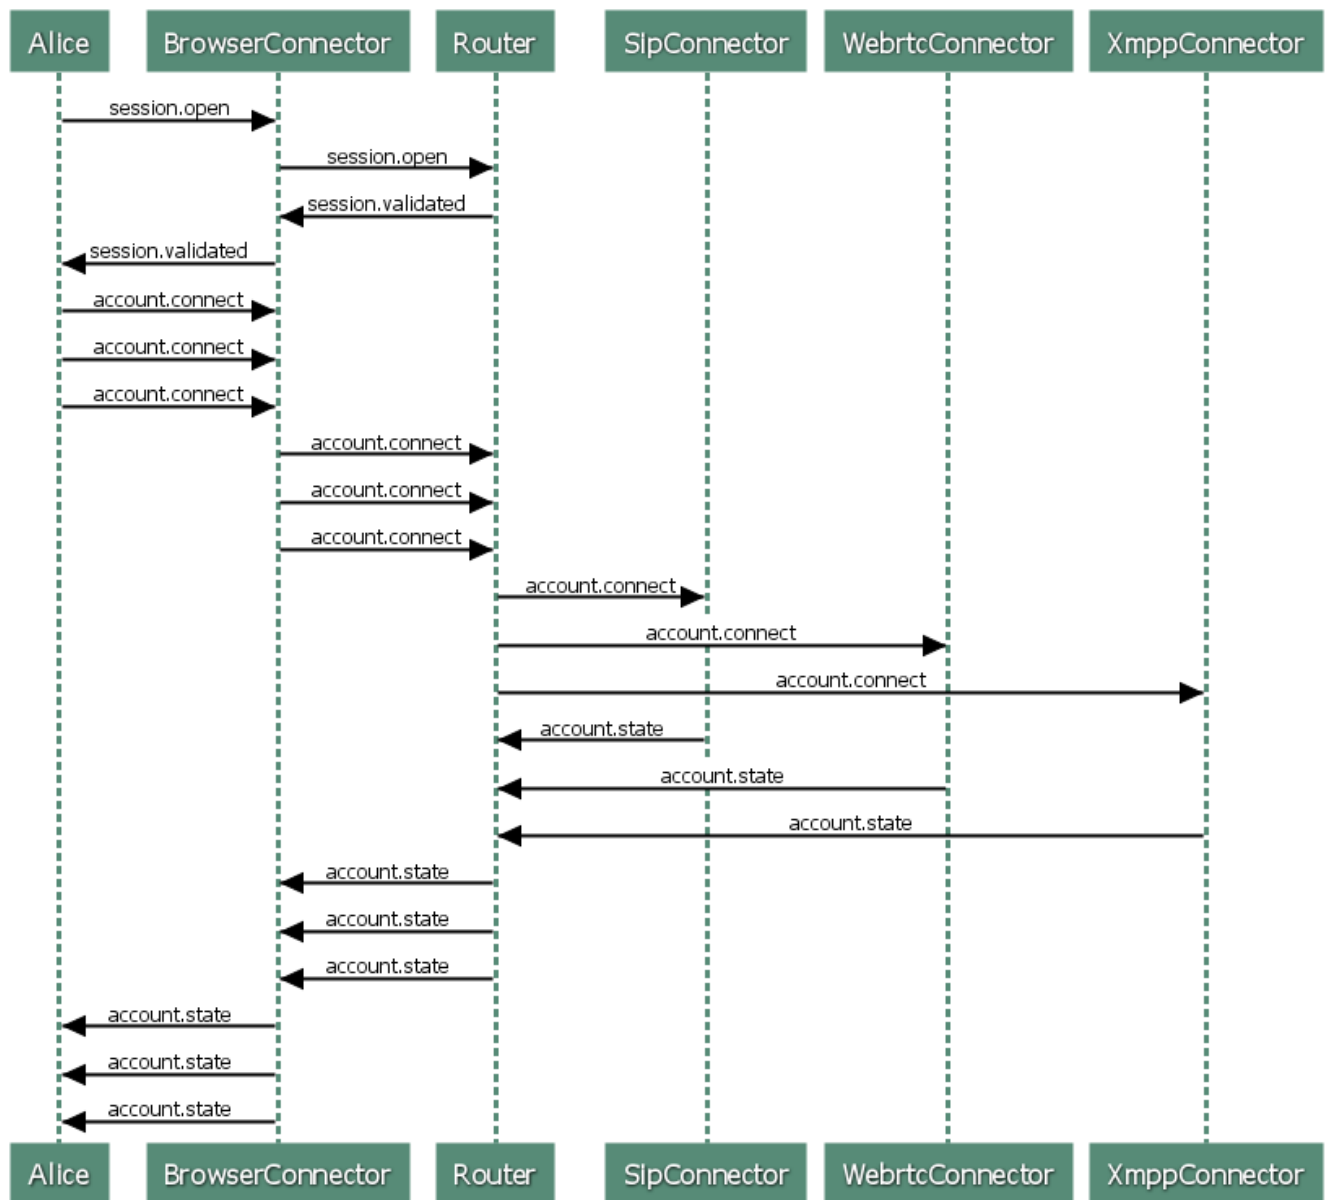 Alice BrowserConnector Router SipConnector WebrtcConnector XmppConnector
session.open
session.open
session.validated
session.validated
account.connect
account.connect
account.connect
account.connect
account.connect
account.connect
account.connect
account.connect
account.connect
account.state
account.state
account.state
account.state
account.state
account.state
account.state
account.state
account.state
Alice BrowserConnector Router SipConnector WebrtcConnector XmppConnector